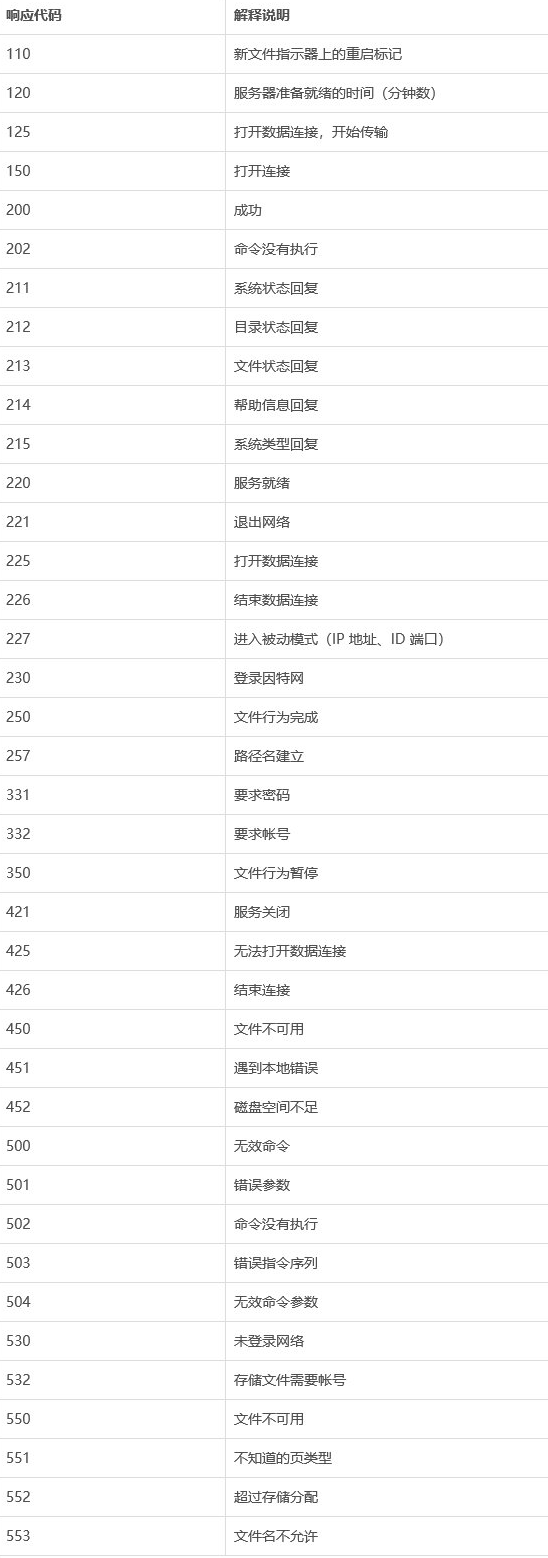 响应代码 解释说明
110 新文件指示器上的重启标记
120 服务器准备就绪的时间（分钟数）
125 打开数据连接，开始传输
150 打开连接
200 成功
202 命令没有执行
211 系统状态回复
212 目录状态回复
213 文件状态回复
214 帮助信息回复
215 系统类型回复
220 服务就绪
221 退出网络
225 打开数据连接
226 结束数据连接
227 进入被动模式（IP 地址、ID 端口）
230 登录因特网
250 文件行为完成
257 路径名建立
331 要求密码
332 要求帐号
350 文件行为暂停
421 服务关闭
425 无法打开数据连接
426 结束连接
450 文件不可用
451 遇到本地错误
452 磁盘空间不足
500 无效命令
501 错误参数
502 命令没有执行
503 错误指令序列
504 无效命令参数
530 未登录网络
532 存储文件需要帐号
550 文件不可用
551 不知道的页类型
552 超过存储分配
553 文件名不允许